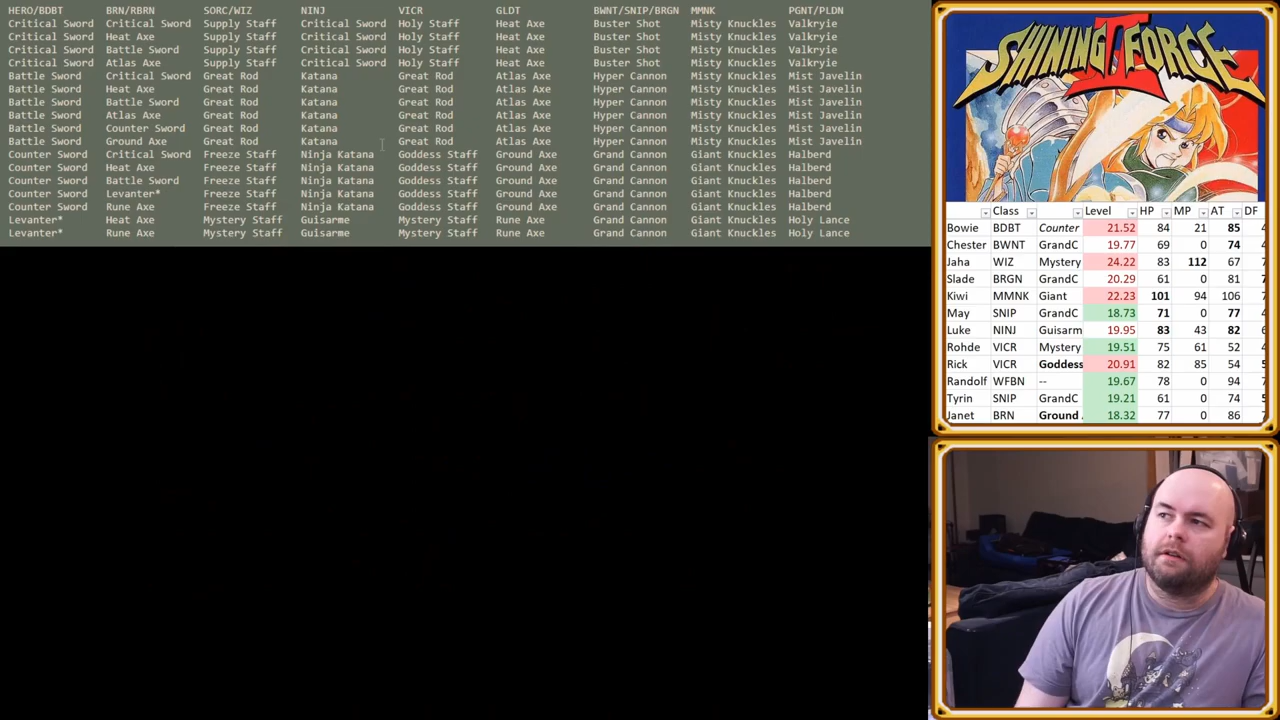 HERO/BDBT BRN/RBRN SORC/WIZ NINJ VICR GLDT BWNT/SNIP/BRGN MMNK PGNT/PLDN
Critical Sword Critical Sword Supply Staff Critical Sword Holy Staff Heat Axe Buster Shot Misty Knuckles Valkryie
Critical Sword Heat Axe Supply Staff Critical Sword Holy Staff Heat Axe Buster Shot Misty Knuckles Valkryie
Critical Sword Battle Sword Supply Staff Critical Sword Holy Staff Heat Axe Buster Shot Misty Knuckles Valkryie
Critical Sword Atlas Axe Supply Staff Critical Sword Holy Staff Heat Axe Buster Shot Misty Knuckles Valkryie
Battle Sword Critical Sword Great Rod Katana Great Rod Atlas Axe Hyper Cannon Misty Knuckles Mist Javelin
Battle Sword Heat Axe Great Rod Katana Great Rod Atlas Axe Hyper Cannon Misty Knuckles Mist Javelin
Battle Sword Battle Sword Great Rod Katana Great Rod Atlas Axe Hyper Cannon Misty Knuckles Mist Javelin
Battle Sword Atlas Axe Great Rod Katana Great Rod Atlas Axe Hyper Cannon Misty Knuckles Mist Javelin
Battle Sword Counter Sword Great Rod Katana Great Rod Atlas Axe Hyper Cannon Misty Knuckles Mist Javelin
Battle Sword Ground Axe Great Rod Katana Great Rod Atlas Axe Hyper Cannon Misty Knuckles Mist Javelin
Counter Sword Critical Sword Freeze Staff Ninja Katana Goddess Staff Ground Axe Grand Cannon Giant Knuckles Halberd
Counter Sword Heat Axe Freeze Staff Ninja Katana Goddess Staff Ground Axe Grand Cannon Giant Knuckles Halberd
Counter Sword Battle Sword Freeze Staff Ninja Katana Goddess Staff Ground Axe Grand Cannon Giant Knuckles Halberd
Counter Sword Levanter* Freeze Staff Ninja Katana Goddess Staff Ground Axe Grand Cannon Giant Knuckles Halberd
Counter Sword Rune Axe Freeze Staff Ninja Katana Goddess Staff Ground Axe Grand Cannon Giant Knuckles Halberd
Levanter* Heat Axe Mystery Staff Guisarme Mystery Staff Rune Axe Grand Cannon Giant Knuckles Holy Lance
Levanter* Rune Axe Mystery Staff Guisarme Mystery Staff Rune Axe Grand Cannon Giant Knuckles Holy Lance
SHINING FORCE II
Class Level HP MP AT DF
Bowie BDBT Counter 21.52 84 21 85
Chester BWNT GrandC 19.77 69 0 74
Jaha WIZ Mystery 24.22 83 112 67
Slade BRGN GrandC 20.29 61 0 81
Kiwi MMNK Giant 22.23 101 94 106
May SNIP GrandC 18.73 71 0 77
Luke NINJ Guisarm 19.95 83 43 82
Rohde VICR Mystery 19.51 75 61 52
Rick VICR Goddess 20.91 82 85 54
Randolf WFBN -- 19.67 78 0 94
Tyrin SNIP GrandC 19.21 61 0 74
Janet BRN Ground 18.32 77 0 86